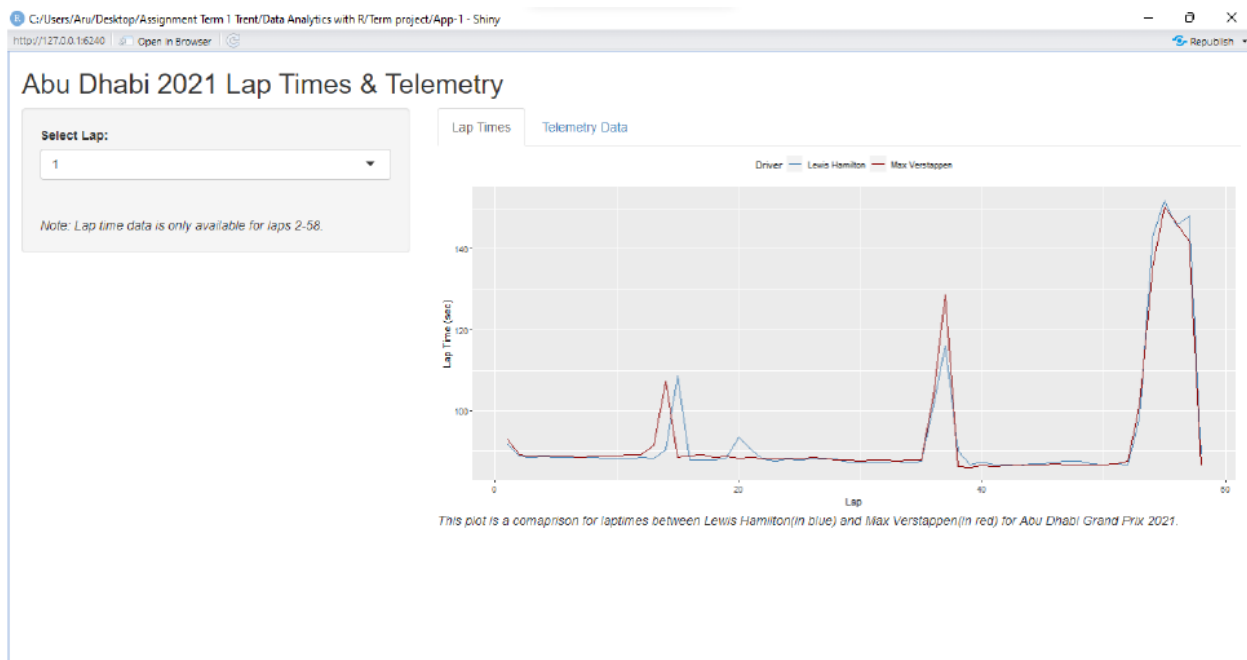 C:/Users/Aru/Desktop/Assignment Term 1 Trent/Data Analytics with R/Term project/App-1 - Shiny
http://127.0.0.1:6240 Open in Browser Republish
Abu Dhabi 2021 Lap Times & Telemetry
Select Lap:
1
Note: Lap time data is only available for laps 2-58.
Lap Times Telemetry Data
Driver Lewis Hamilton Max Verstappen
140
120
100
Lap Time (sec)
0 20 40 60
Lap
This plot is a comaprison for laptimes between Lewis Hamilton(in blue) and Max Verstappen(in red) for Abu Dhabi Grand Prix 2021.